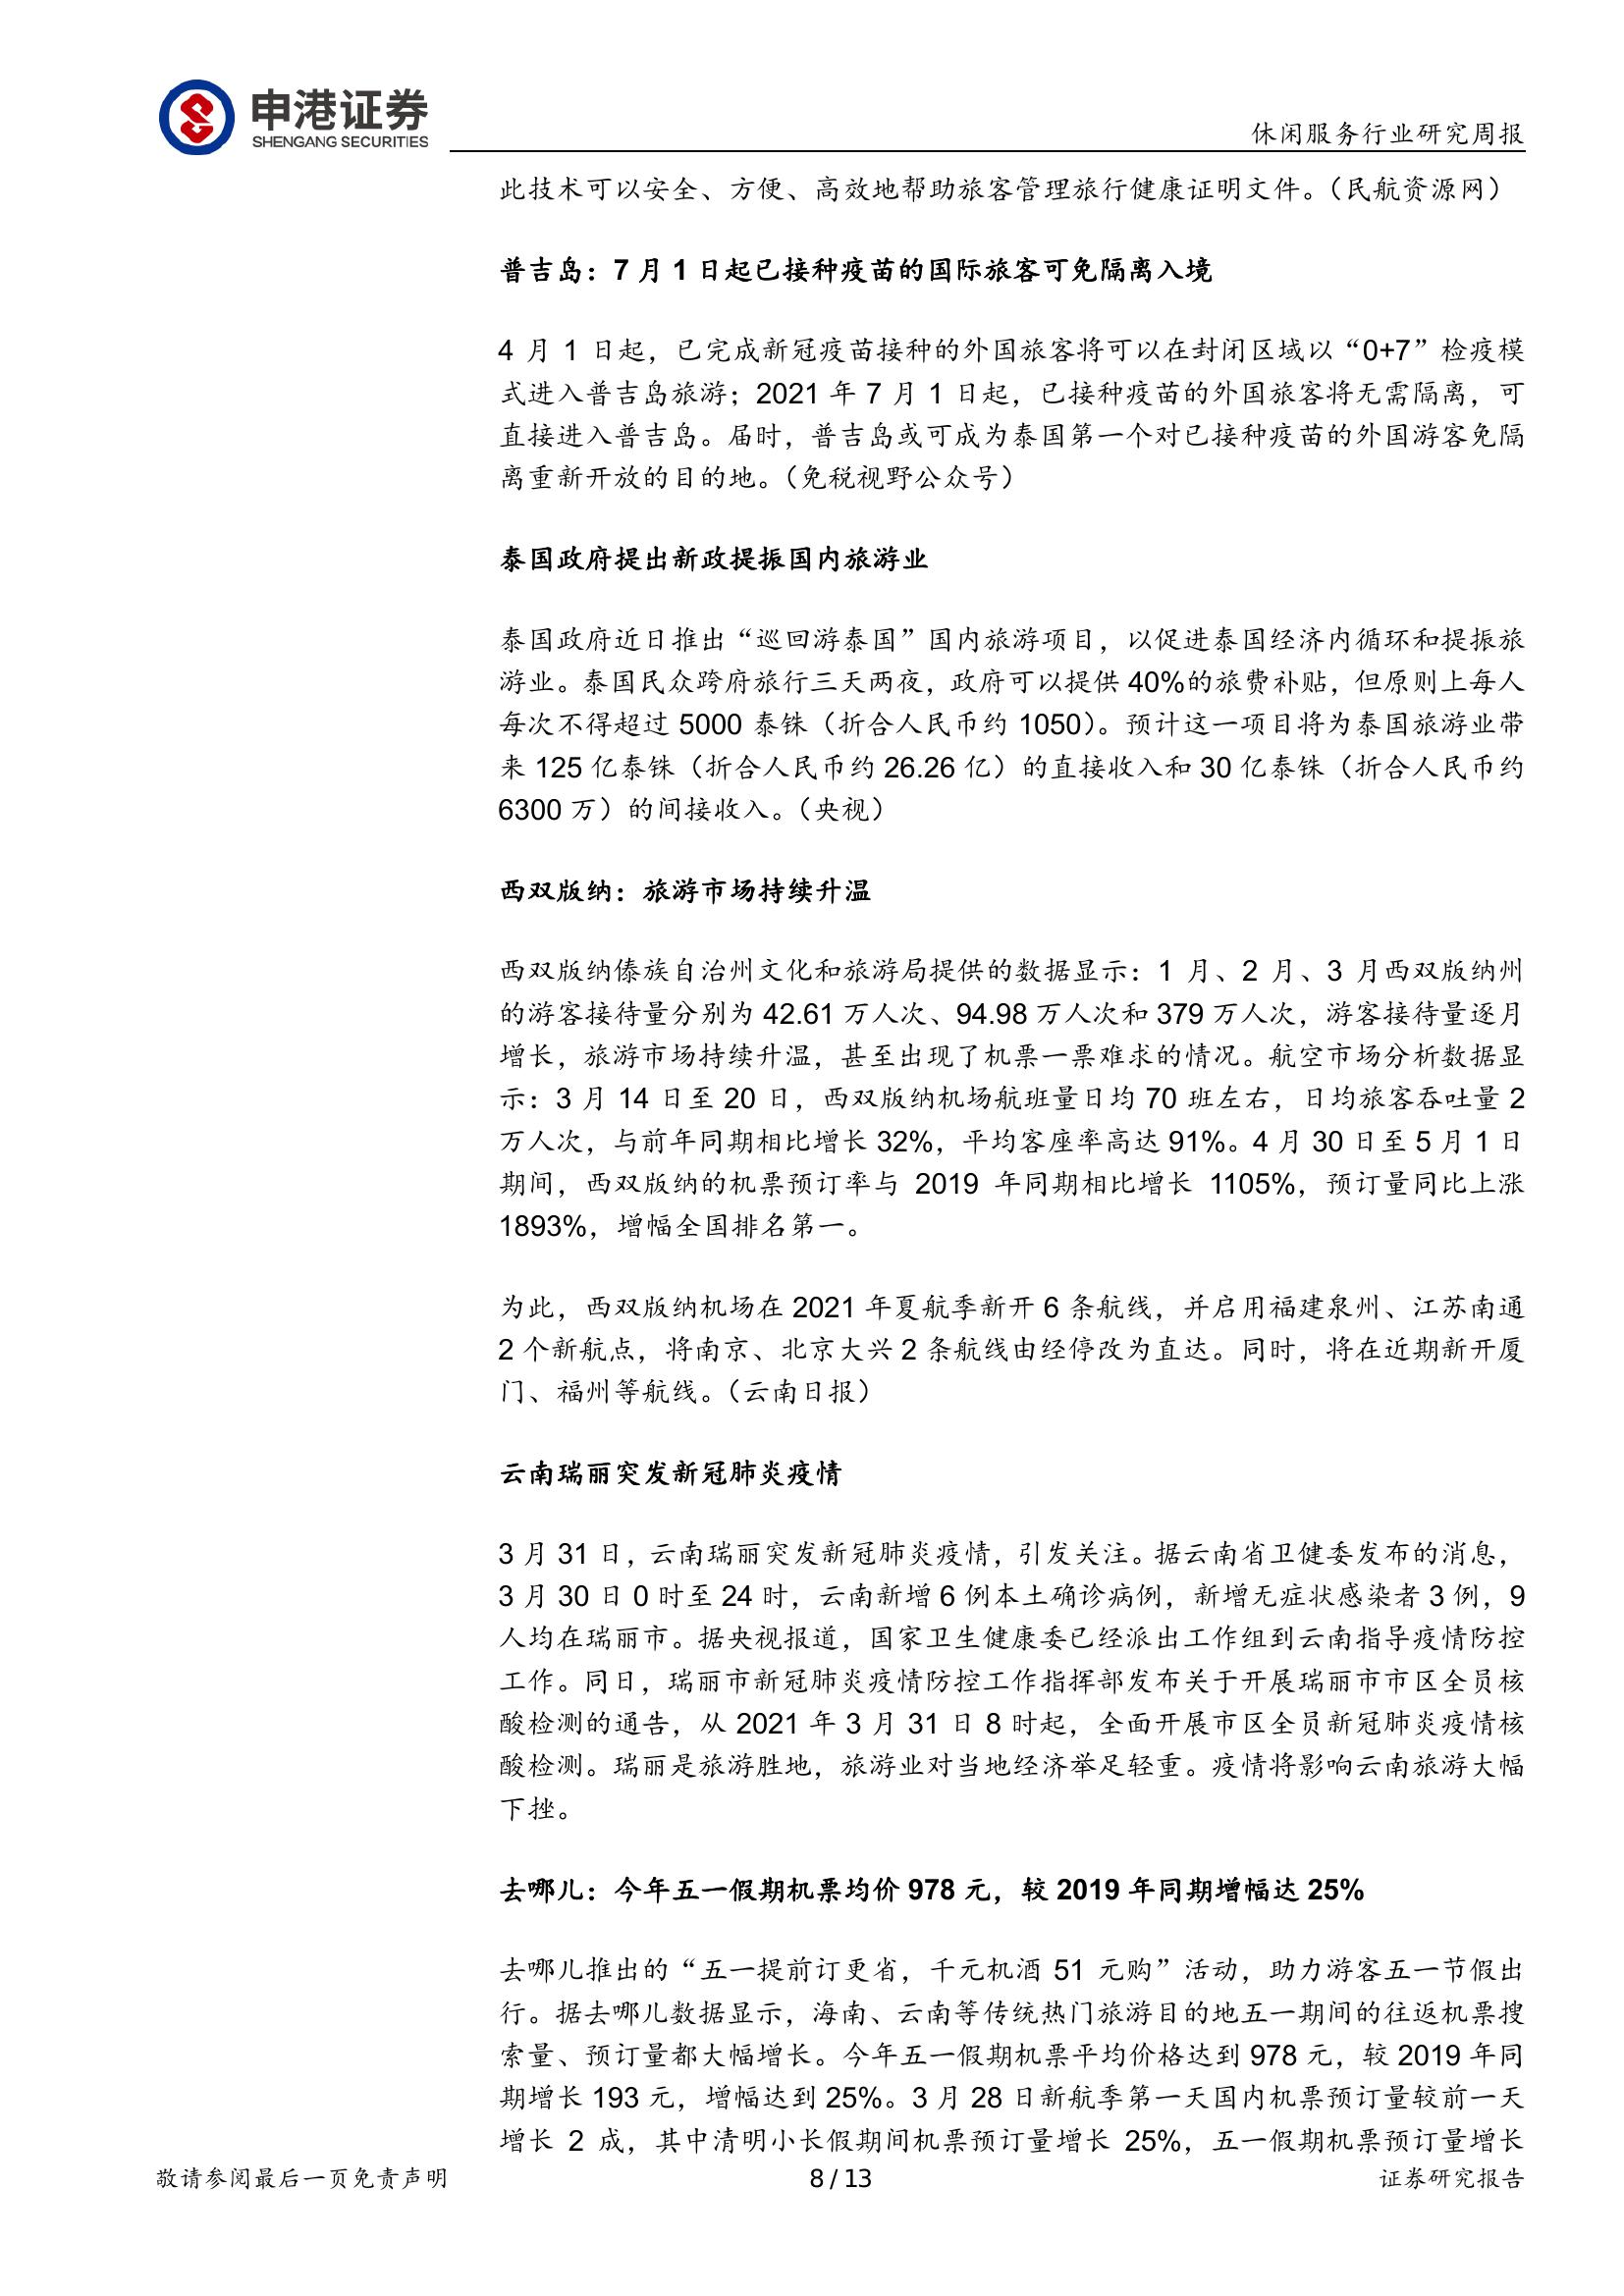 申港证券
SHENGANG SECURITIES
休闲服务行业研究周报
此技术可以安全、方便、高效地帮助旅客管理旅行健康证明文件。（民航资源网）
普吉岛：7 月 1 日起已接种疫苗的国际旅客可免隔离入境
4 月 1 日起，已完成新冠疫苗接种的外国旅客将可以在封闭区域以“0+7”检疫模
式进入普吉岛旅游；2021 年 7 月 1 日起，已接种疫苗的外国旅客将无需隔离，可
直接进入普吉岛。届时，普吉岛或可成为泰国第一个对已接种疫苗的外国游客免隔
离重新开放的目的地。（免税视野公众号）
泰国政府提出新政提振国内旅游业
泰国政府近日推出“巡回游泰国”国内旅游项目，以促进泰国经济内循环和提振旅
游业。泰国民众跨府旅行三天两夜，政府可以提供 40%的旅费补贴，但原则上每人
每次不得超过 5000 泰铢（折合人民币约 1050）。预计这一项目将为泰国旅游业带
来 125 亿泰铢（折合人民币约 26.26 亿）的直接收入和 30 亿泰铢（折合人民币约
6300 万）的间接收入。（央视）
西双版纳：旅游市场持续升温
西双版纳傣族自治州文化和旅游局提供的数据显示：1 月、2 月、3 月西双版纳州
的游客接待量分别为 42.61 万人次、94.98 万人次和 379 万人次，游客接待量逐月
增长，旅游市场持续升温，甚至出现了机票一票难求的情况。航空市场分析数据显
示：3 月 14 日至 20 日，西双版纳机场航班量日均 70 班左右，日均旅客吞吐量 2
万人次，与前年同期相比增长 32%，平均客座率高达 91%。4 月 30 日至 5 月 1 日
期间，西双版纳的机票预订率与 2019 年同期相比增长 1105%，预订量同比上涨
1893%，增幅全国排名第一。
为此，西双版纳机场在 2021 年夏航季新开 6 条航线，并启用福建泉州、江苏南通
2 个新航点，将南京、北京大兴 2 条航线由经停改为直达。同时，将在近期新开厦
门、福州等航线。（云南日报）
云南瑞丽突发新冠肺炎疫情
3 月 31 日，云南瑞丽突发新冠肺炎疫情，引发关注。据云南省卫健委发布的消息，
3 月 30 日 0 时至 24 时，云南新增 6 例本土确诊病例，新增无症状感染者 3 例，9
人均在瑞丽市。据央视报道，国家卫生健康委已经派出工作组到云南指导疫情防控
工作。同日，瑞丽市新冠肺炎疫情防控工作指挥部发布关于开展瑞丽市市区全员核
酸检测的通告，从 2021 年 3 月 31 日 8 时起，全面开展市区全员新冠肺炎疫情核
酸检测。瑞丽是旅游胜地，旅游业对当地经济举足轻重。疫情将影响云南旅游大幅
下挫。
去哪儿：今年五一假期机票均价 978 元，较 2019 年同期增幅达 25%
去哪儿推出的“五一提前订更省，千元机酒 51 元购”活动，助力游客五一节假出
行。据去哪儿数据显示，海南、云南等传统热门旅游目的地五一期间的往返机票搜
索量、预订量都大幅增长。今年五一假期机票平均价格达到 978 元，较 2019 年同
期增长 193 元，增幅达到 25%。3 月 28 日新航季第一天国内机票预订量较前一天
增长 2 成，其中清明小长假期间机票预订量增长 25%，五一假期机票预订量增长
敬请参阅最后一页免责声明
8 / 13
证券研究报告